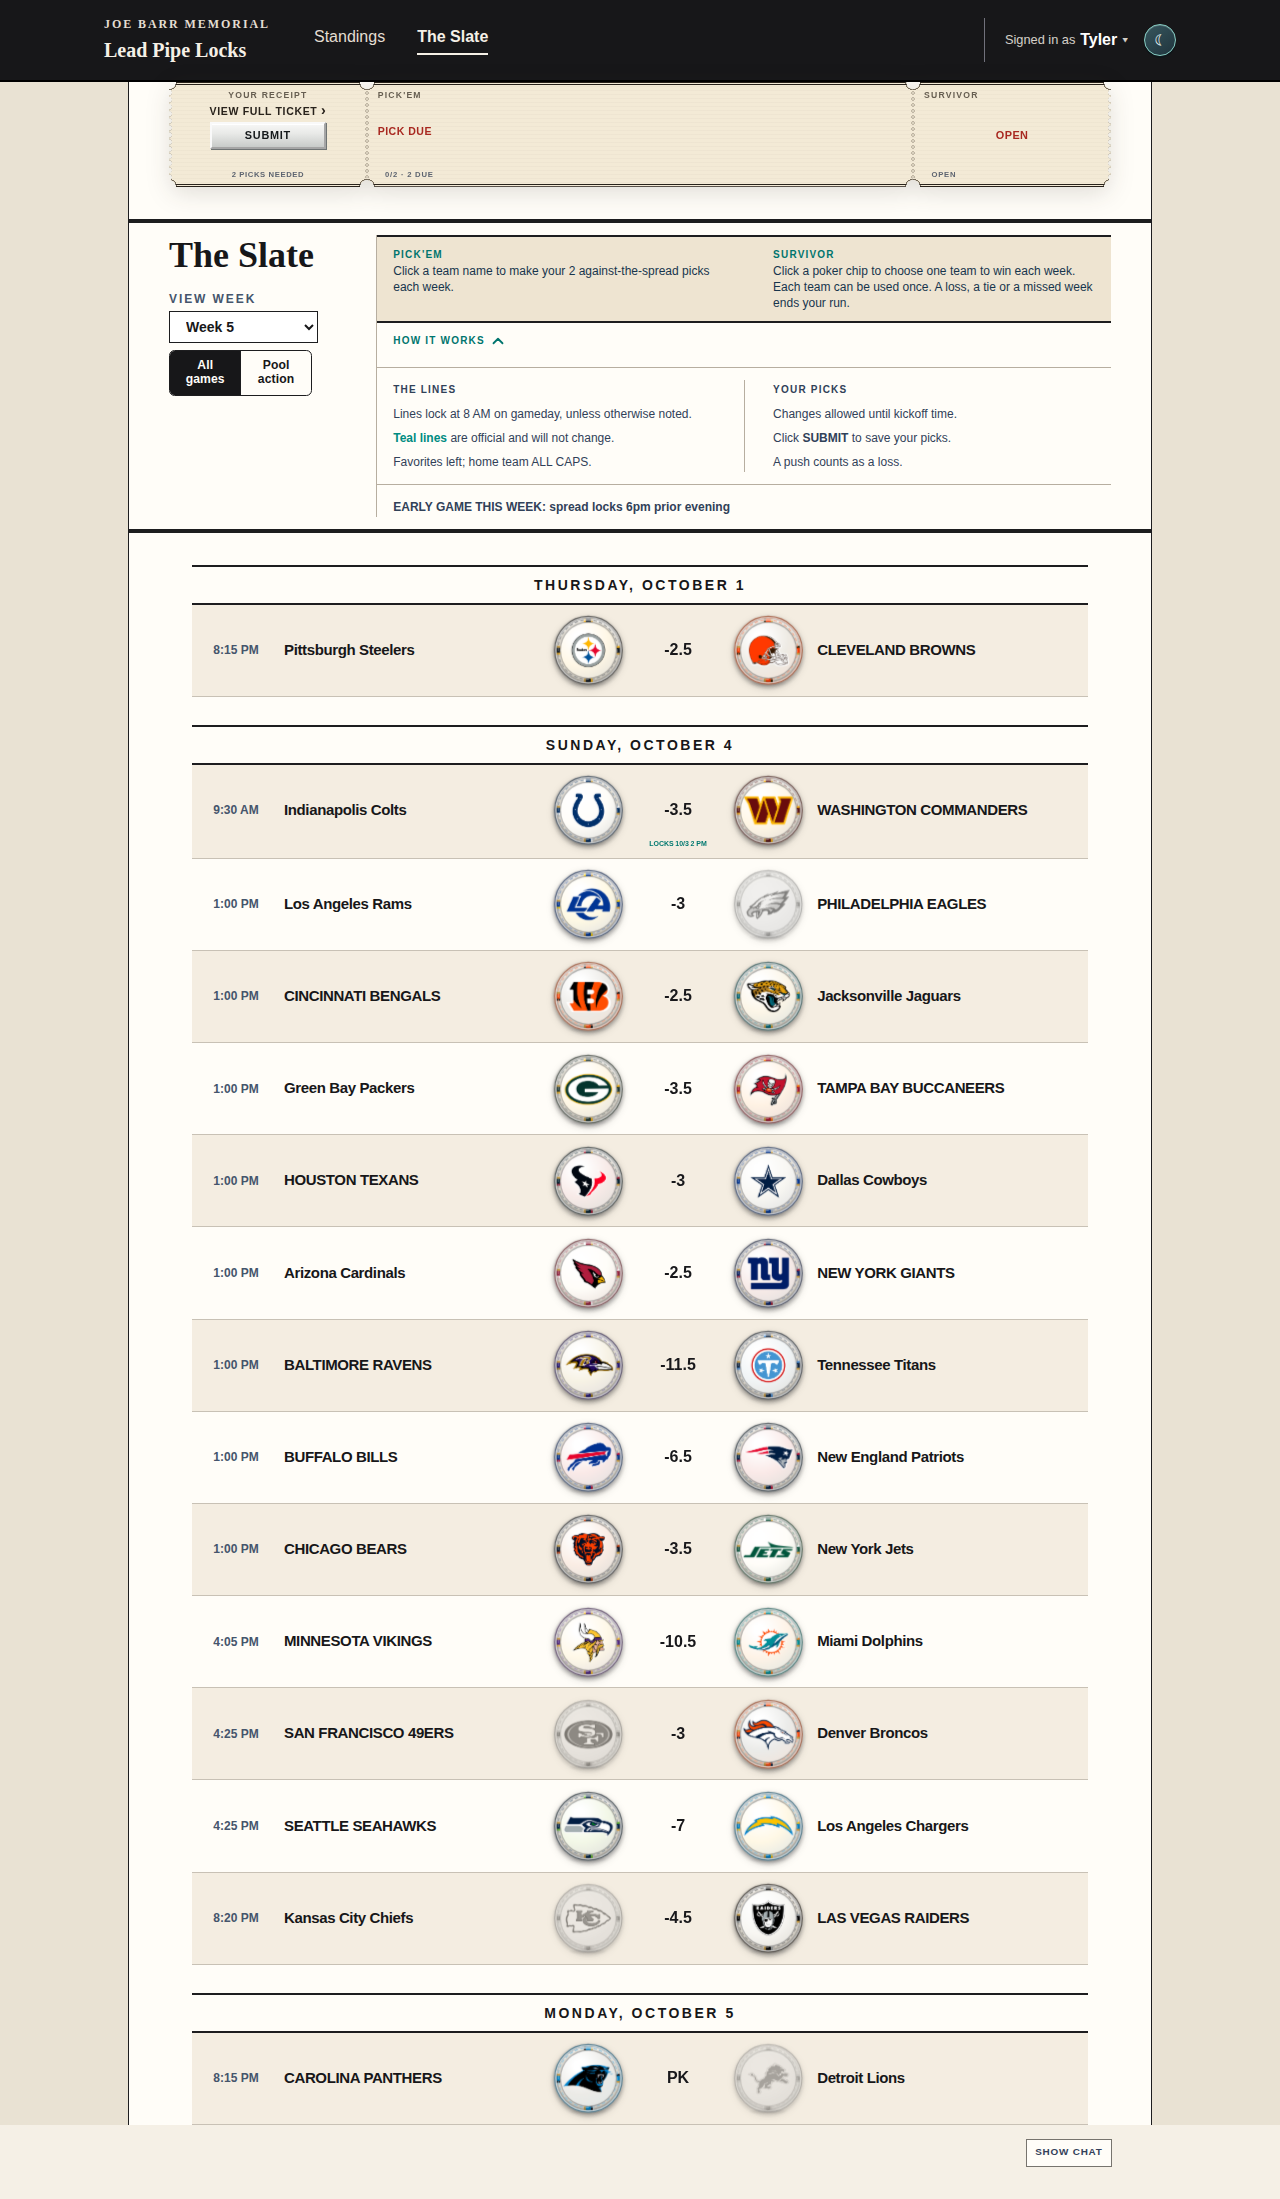 JOE BARR MEMORIAL
Lead Pipe Locks
Standings
The Slate
Signed in as Tyler ▾
YOUR RECEIPT
VIEW FULL TICKET ›
SUBMIT
2 PICKS NEEDED
PICK'EM
PICK DUE
0/2 · 2 DUE
SURVIVOR
OPEN
OPEN
The Slate
VIEW WEEK
Week 5
All games
Pool action
PICK'EM
Click a team name to make your 2 against-the-spread picks
each week.
SURVIVOR
Click a poker chip to choose one team to win each week.
Each team can be used once. A loss, a tie or a missed week
ends your run.
HOW IT WORKS
THE LINES
Lines lock at 8 AM on gameday, unless otherwise noted.
Teal lines are official and will not change.
Favorites left; home team ALL CAPS.
YOUR PICKS
Changes allowed until kickoff time.
Click SUBMIT to save your picks.
A push counts as a loss.
EARLY GAME THIS WEEK: spread locks 6pm prior evening
THURSDAY, OCTOBER 1
8:15 PM Pittsburgh Steelers -2.5 CLEVELAND BROWNS
SUNDAY, OCTOBER 4
9:30 AM Indianapolis Colts -3.5 WASHINGTON COMMANDERS
LOCKS 10/3 2 PM
1:00 PM Los Angeles Rams -3 PHILADELPHIA EAGLES
1:00 PM CINCINNATI BENGALS -2.5 Jacksonville Jaguars
1:00 PM Green Bay Packers -3.5 TAMPA BAY BUCCANEERS
1:00 PM HOUSTON TEXANS -3 Dallas Cowboys
1:00 PM Arizona Cardinals -2.5 NEW YORK GIANTS
1:00 PM BALTIMORE RAVENS -11.5 Tennessee Titans
1:00 PM BUFFALO BILLS -6.5 New England Patriots
1:00 PM CHICAGO BEARS -3.5 New York Jets
4:05 PM MINNESOTA VIKINGS -10.5 Miami Dolphins
4:25 PM SAN FRANCISCO 49ERS -3 Denver Broncos
4:25 PM SEATTLE SEAHAWKS -7 Los Angeles Chargers
8:20 PM Kansas City Chiefs -4.5 LAS VEGAS RAIDERS
MONDAY, OCTOBER 5
8:15 PM CAROLINA PANTHERS PK Detroit Lions
SHOW CHAT